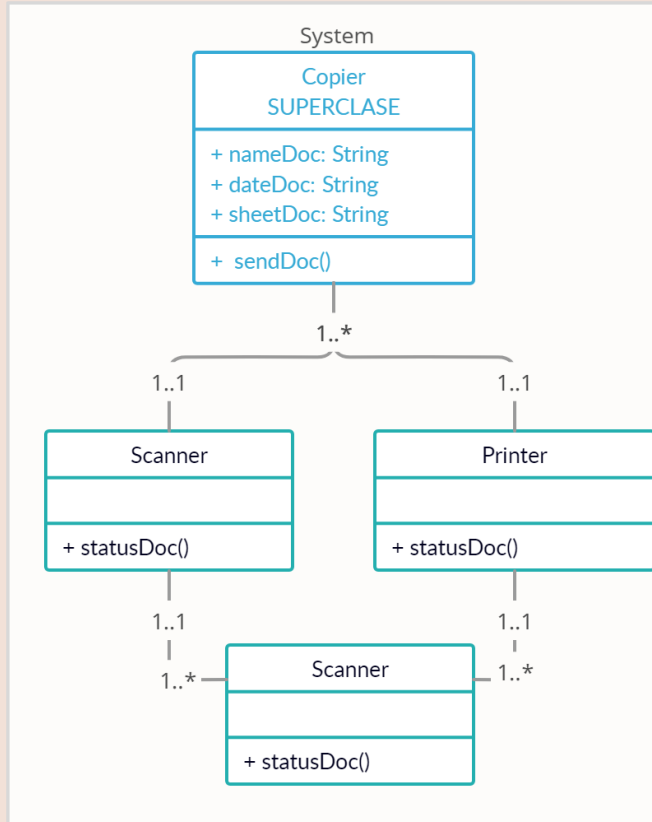 System
Copier
SUPERCLASE
+ nameDoc: String
+ dateDoc: String
+ sheetDoc: String
+ sendDoc()
1..*
1..1
1..1
Scanner
Printer
+ statusDoc()
+ statusDoc()
1..1
1..1
Scanner
1..*
1..*
+ statusDoc()